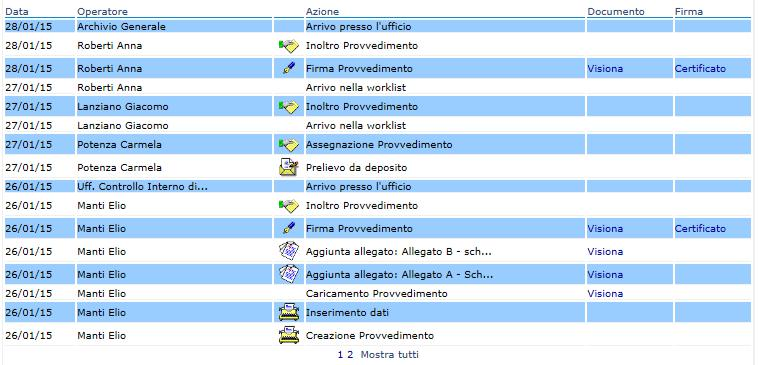 Data Operatore Azione Documento Firma
28/01/15 Archivio Generale Arrivo presso l'ufficio
28/01/15 Roberti Anna Inoltro Provvedimento
28/01/15 Roberti Anna Firma Provvedimento Visiona Certificato
27/01/15 Roberti Anna Arrivo nella worklist
27/01/15 Lanziano Giacomo Inoltro Provvedimento
27/01/15 Lanziano Giacomo Arrivo nella worklist
27/01/15 Potenza Carmela Assegnazione Provvedimento
27/01/15 Potenza Carmela Prelievo da deposito
26/01/15 Uff. Controllo Interno di... Arrivo presso l'ufficio
26/01/15 Manti Elio Inoltro Provvedimento
26/01/15 Manti Elio Firma Provvedimento Visiona Certificato
26/01/15 Manti Elio Aggiunta allegato: Allegato B - sch... Visiona
26/01/15 Manti Elio Aggiunta allegato: Allegato A - Sch... Visiona
26/01/15 Manti Elio Caricamento Provvedimento Visiona
26/01/15 Manti Elio Inserimento dati
26/01/15 Manti Elio Creazione Provvedimento
1 2 Mostra tutti